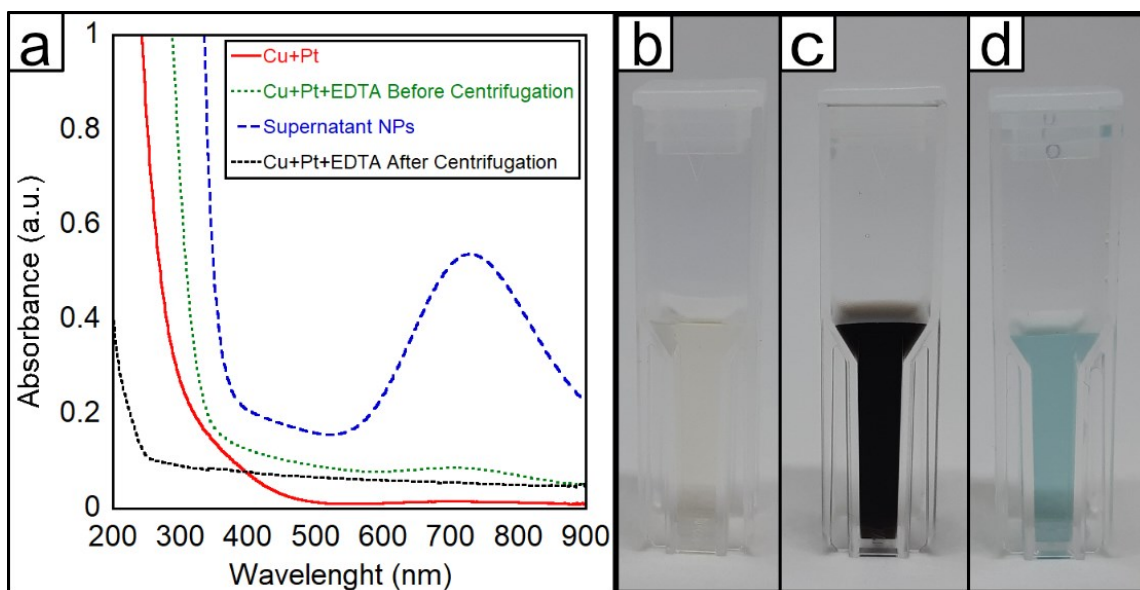 a
Absorbance (a.u.)
1
0.8
0.6
0.4
0.2
0
Cu+Pt
Cu+Pt+EDTA Before Centrifugation
Supernatant NPs
Cu+Pt+EDTA After Centrifugation
200 300 400 500 600 700 800 900
Wavelenght (nm)
b
c
d